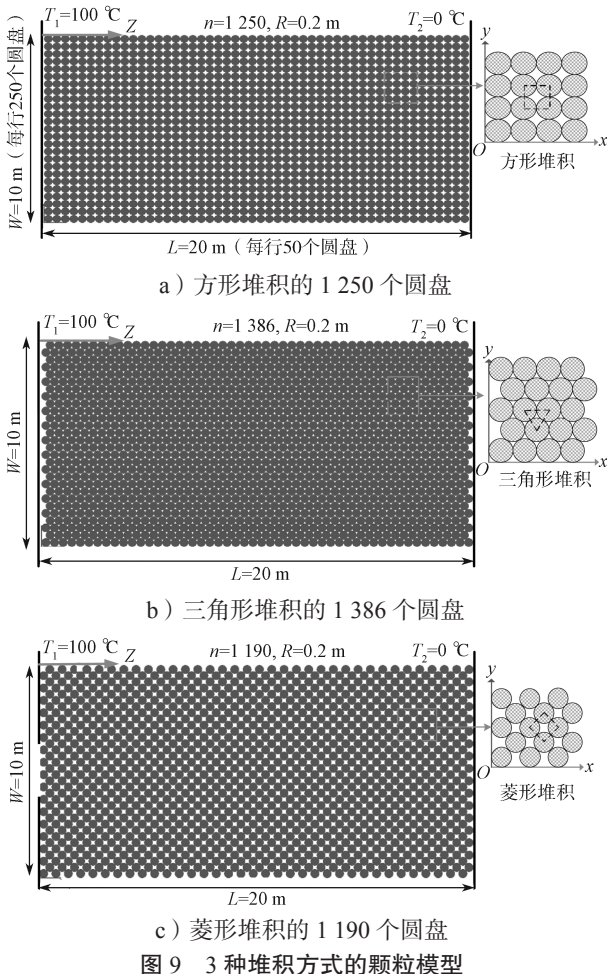 T₁=100 ℃ Z n=1 250, R=0.2 m T₂=0 ℃
W=10 m（每行250个圆盘）
y
O x
方形堆积
L=20 m（每行50个圆盘）
a）方形堆积的 1 250 个圆盘
T₁=100 ℃ Z n=1 386, R=0.2 m T₂=0 ℃
W=10 m
y
O x
三角形堆积
L=20 m
b）三角形堆积的 1 386 个圆盘
T₁=100 ℃ Z n=1 190, R=0.2 m T₂=0 ℃
W=10 m
y
O x
菱形堆积
L=20 m
c）菱形堆积的 1 190 个圆盘
图 9 3 种堆积方式的颗粒模型